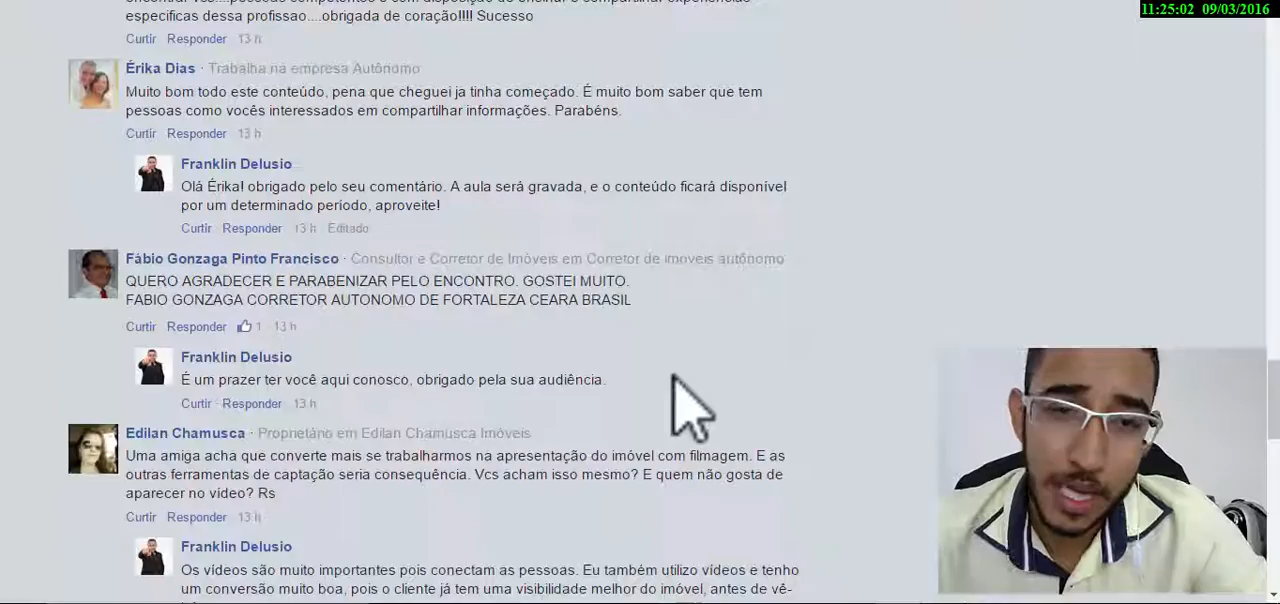 11:25:02 09/03/2016
especificas dessa profissao....obrigada de coração!!!! Sucesso
Curtir Responder 13 h
Érika Dias · Trabalha na empresa Autônomo
Muito bom todo este conteúdo, pena que cheguei ja tinha começado. É muito bom saber que tem
pessoas como vocês interessados em compartilhar informações. Parabéns.
Curtir Responder 13 h
Franklin Delusio
Olá Érika! obrigado pelo seu comentário. A aula será gravada, e o conteúdo ficará disponível
por um determinado período, aproveite!
Curtir Responder 13 h Editado
Fábio Gonzaga Pinto Francisco · Consultor e Corretor de Imóveis em Corretor de imoveis autônomo
QUERO AGRADECER E PARABENIZAR PELO ENCONTRO. GOSTEI MUITO.
FABIO GONZAGA CORRETOR AUTONOMO DE FORTALEZA CEARA BRASIL
Curtir Responder 1 13 h
Franklin Delusio
É um prazer ter você aqui conosco, obrigado pela sua audiência.
Curtir Responder 13 h
Edilan Chamusca · Proprietário em Edilan Chamusca Imóveis
Uma amiga acha que converte mais se trabalharmos na apresentação do imóvel com filmagem. E as
outras ferramentas de captação seria consequência. Vcs acham isso mesmo? E quem não gosta de
aparecer no vídeo? Rs
Curtir Responder 13 h
Franklin Delusio
Os vídeos são muito importantes pois conectam as pessoas. Eu também utilizo vídeos e tenho
um conversão muito boa, pois o cliente já tem uma visibilidade melhor do imóvel, antes de vê-